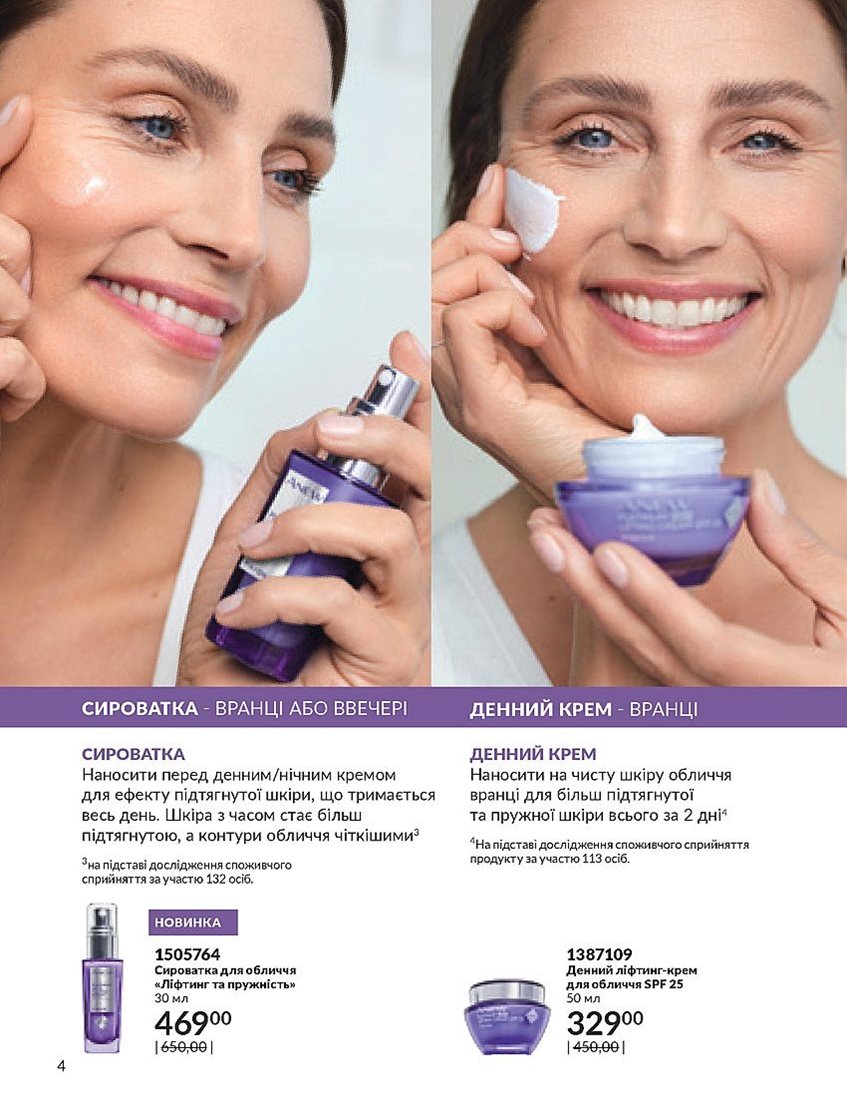 ANEW
ANEW
СИРОВАТКА - ВРАНЦІ АБО ВВЕЧЕРІ
ДЕННИЙ КРЕМ - ВРАНЦІ
СИРОВАТКА
Наносити перед денним/нічним кремом
для ефекту підтягнутої шкіри, що тримається
весь день. Шкіра з часом стає більш
підтягнутою, а контури обличчя чіткішими³
³на підставі дослідження споживчого
сприйняття за участю 132 осіб.
ДЕННИЙ КРЕМ
Наносити на чисту шкіру обличчя
вранці для більш підтягнутої
та пружної шкіри всього за 2 дні⁴
⁴На підставі дослідження споживчого сприйняття
продукту за участю 113 осіб.
НОВИНКА
1505764
Сироватка для обличчя
«Ліфтинг та пружність»
30 мл
46900
| 650,00 |
1387109
Денний ліфтинг-крем
для обличчя SPF 25
50 мл
32900
| 450,00 |
4